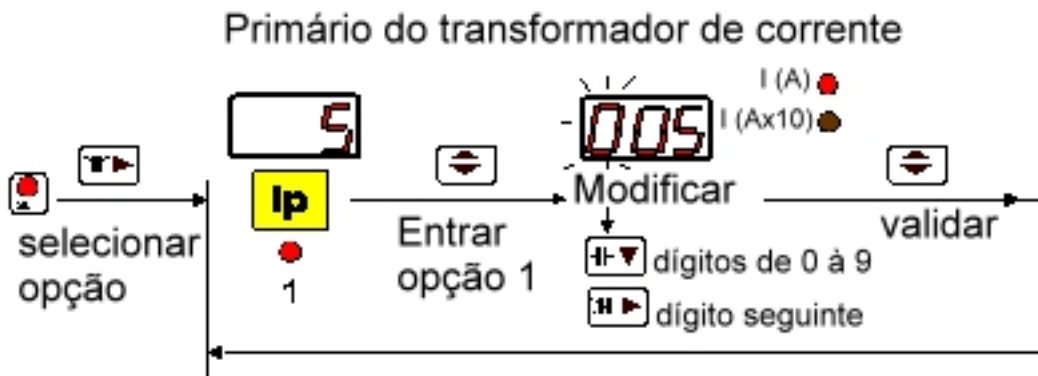 Primário do transformador de corrente
I (A)
I (Ax10)
5
005
Ip
1
selecionar
opção
Entrar
opção 1
Modificar
validar
dígitos de 0 à 9
dígito seguinte